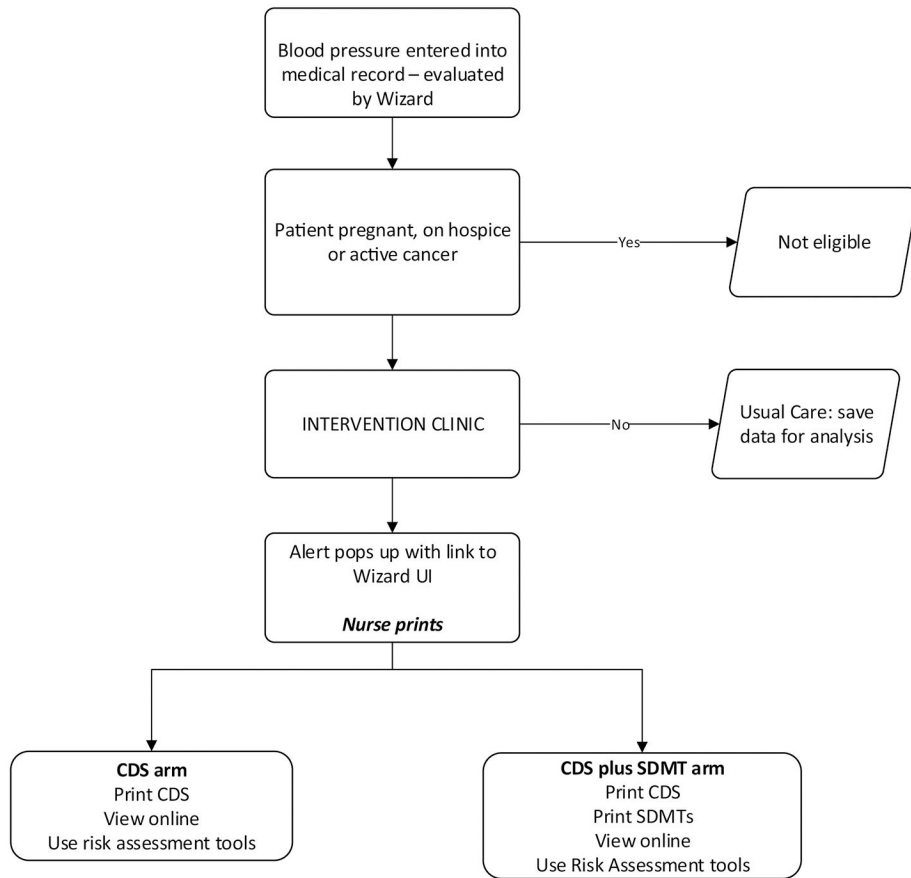 Blood pressure entered into
medical record – evaluated
by Wizard
Patient pregnant, on hospice
or active cancer
Yes
Not eligible
INTERVENTION CLINIC
No
Usual Care: save
data for analysis
Alert pops up with link to
Wizard UI
Nurse prints
CDS arm
Print CDS
View online
Use risk assessment tools
CDS plus SDMT arm
Print CDS
Print SDMTs
View online
Use Risk Assessment tools